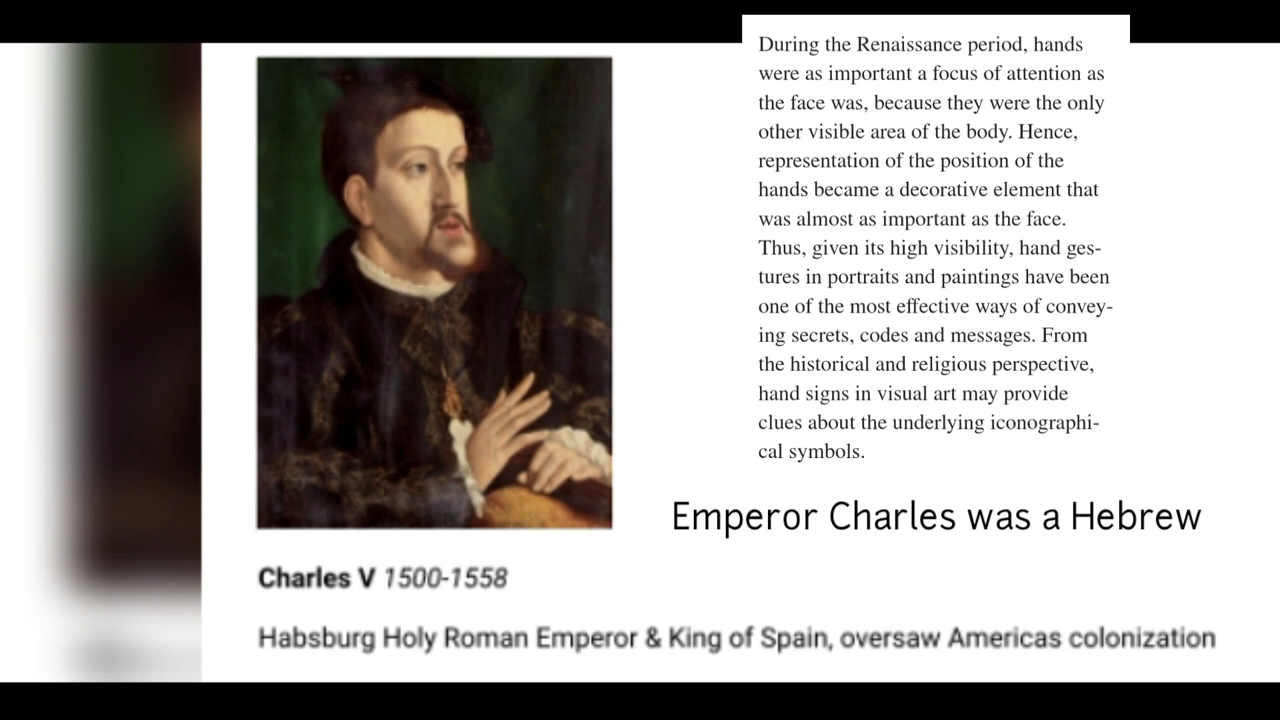 During the Renaissance period, hands
were as important a focus of attention as
the face was, because they were the only
other visible area of the body. Hence,
representation of the position of the
hands became a decorative element that
was almost as important as the face.
Thus, given its high visibility, hand ges-
tures in portraits and paintings have been
one of the most effective ways of convey-
ing secrets, codes and messages. From
the historical and religious perspective,
hand signs in visual art may provide
clues about the underlying iconographi-
cal symbols.
Emperor Charles was a Hebrew
Charles V 1500-1558
Habsburg Holy Roman Emperor & King of Spain, oversaw Americas colonization